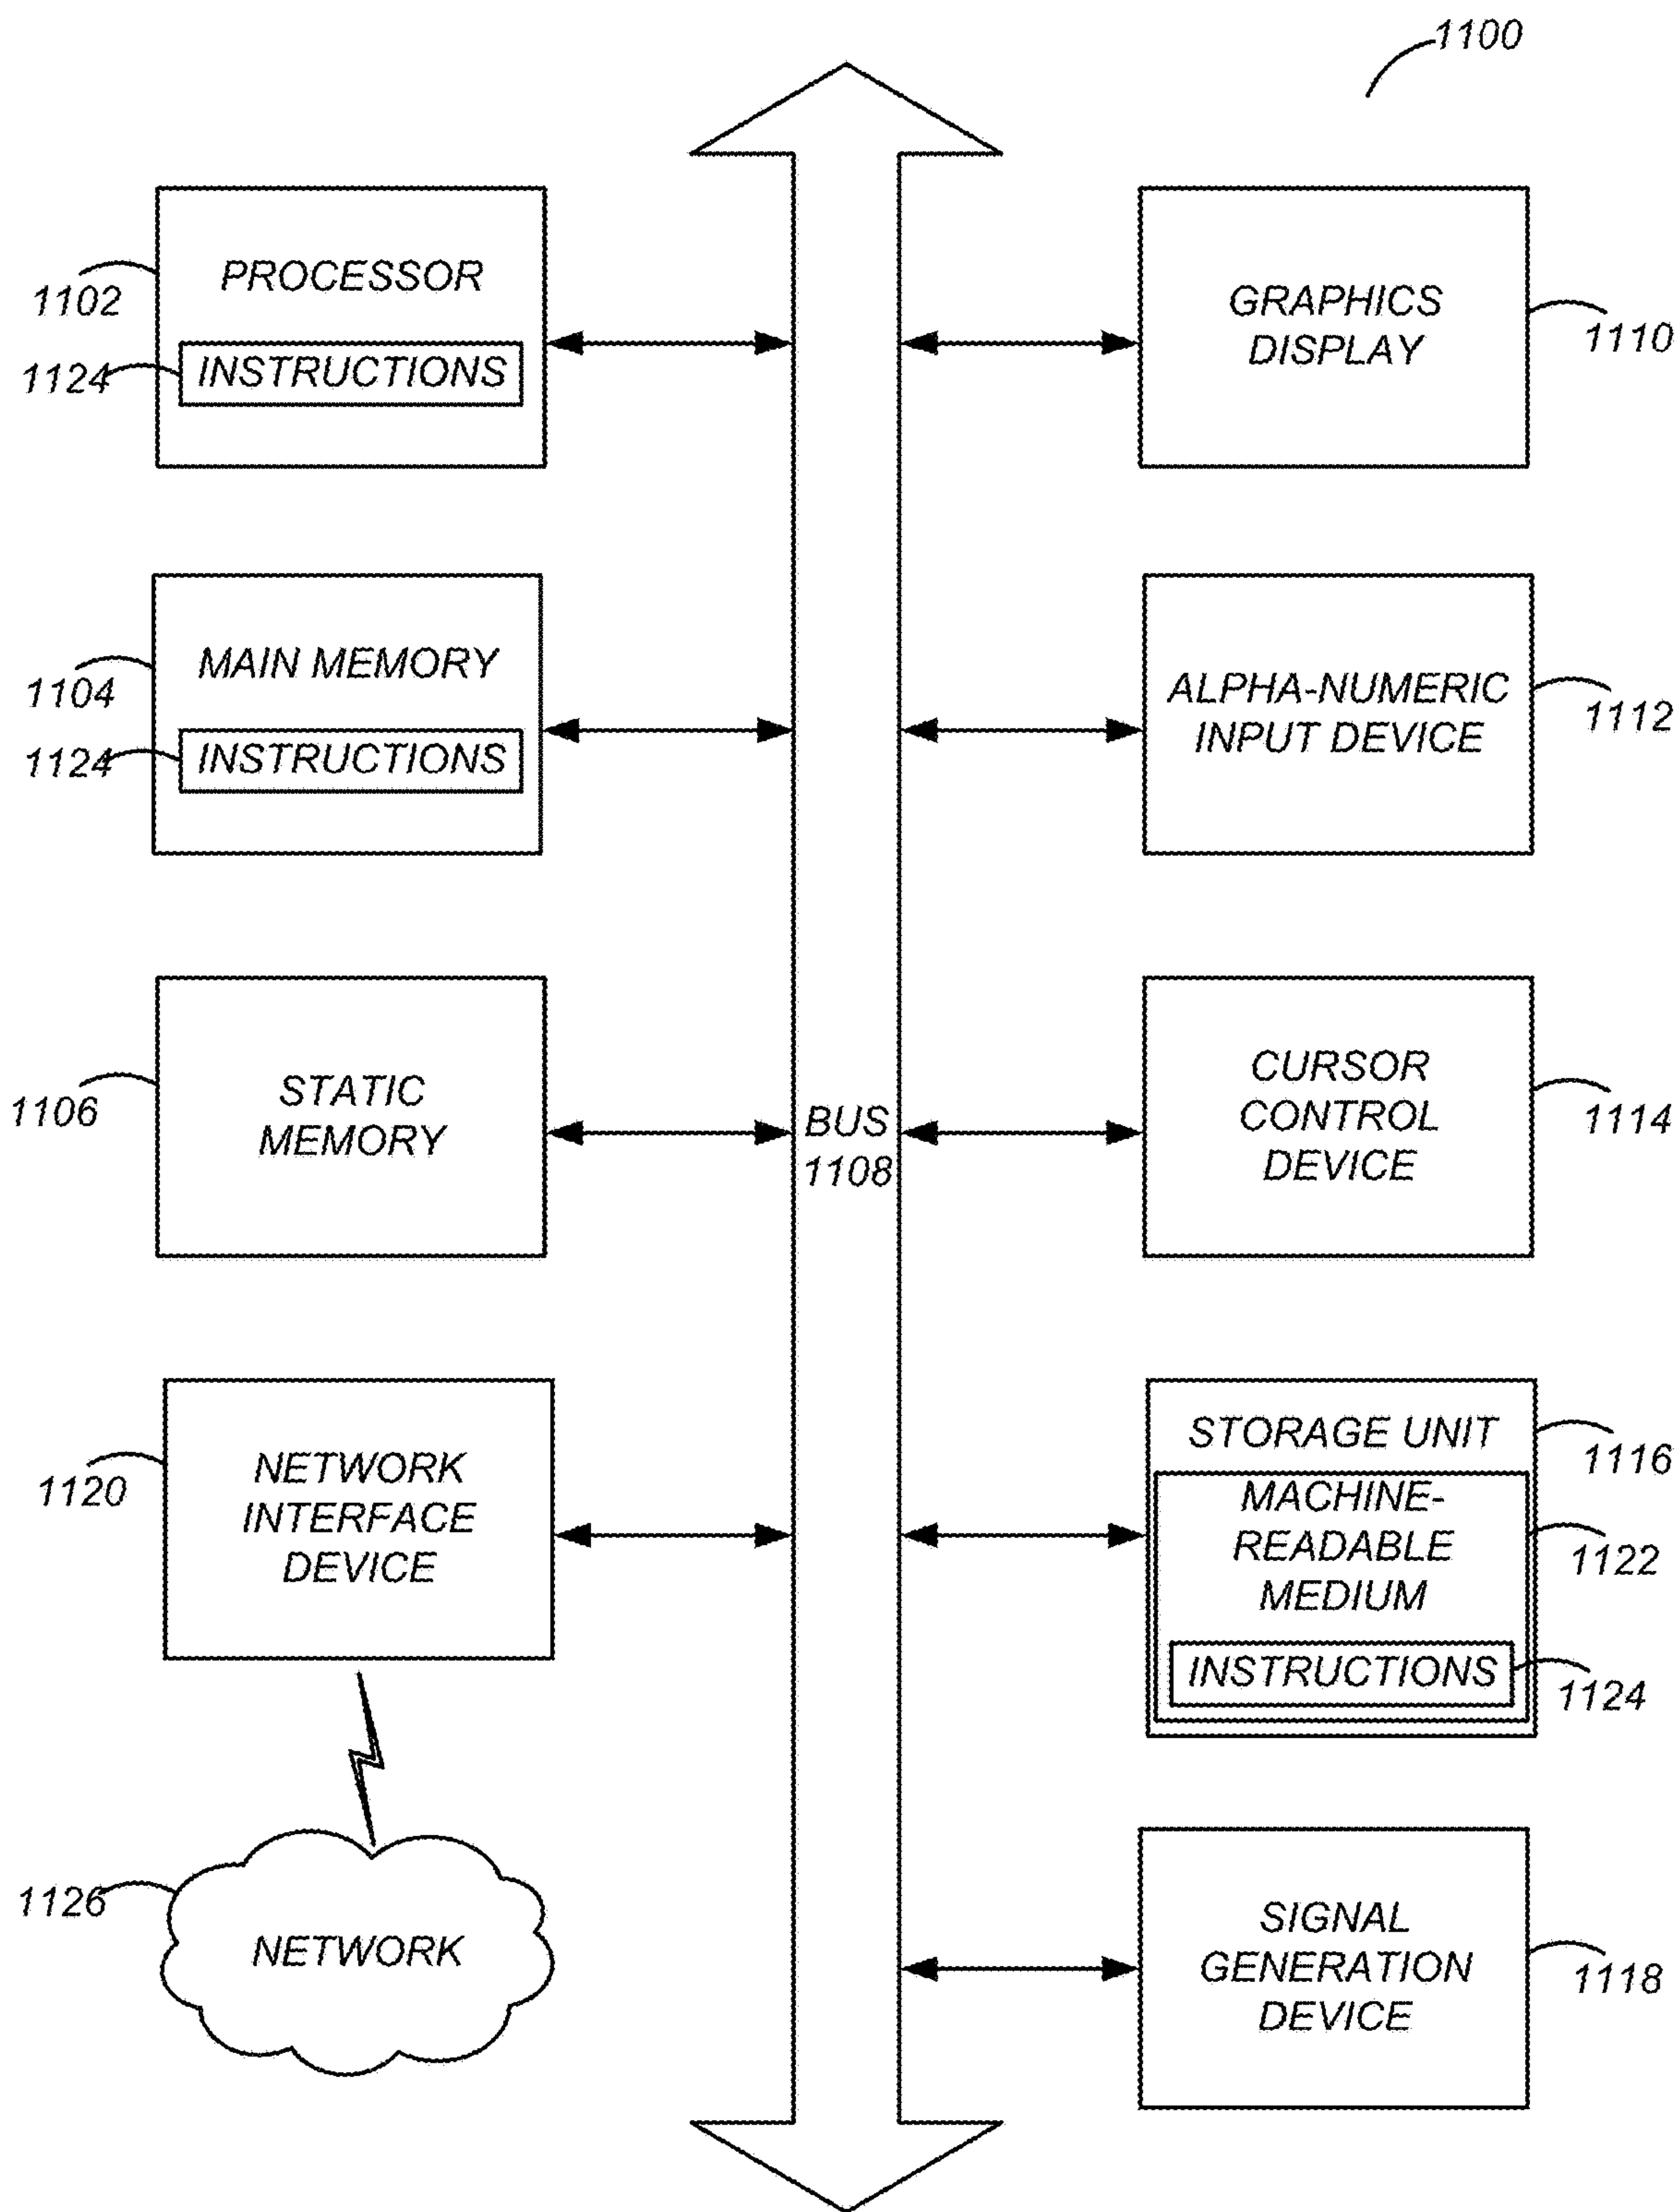 1100
PROCESSOR
1102
1124
INSTRUCTIONS
GRAPHICS
DISPLAY
1110
MAIN MEMORY
1104
1124
INSTRUCTIONS
ALPHA-NUMERIC
INPUT DEVICE
1112
STATIC
MEMORY
1106
BUS
1108
CURSOR
CONTROL
DEVICE
1114
NETWORK
INTERFACE
DEVICE
1120
STORAGE UNIT
1116
MACHINE-
READABLE
MEDIUM
1122
INSTRUCTIONS
1124
1126
NETWORK
SIGNAL
GENERATION
DEVICE
1118